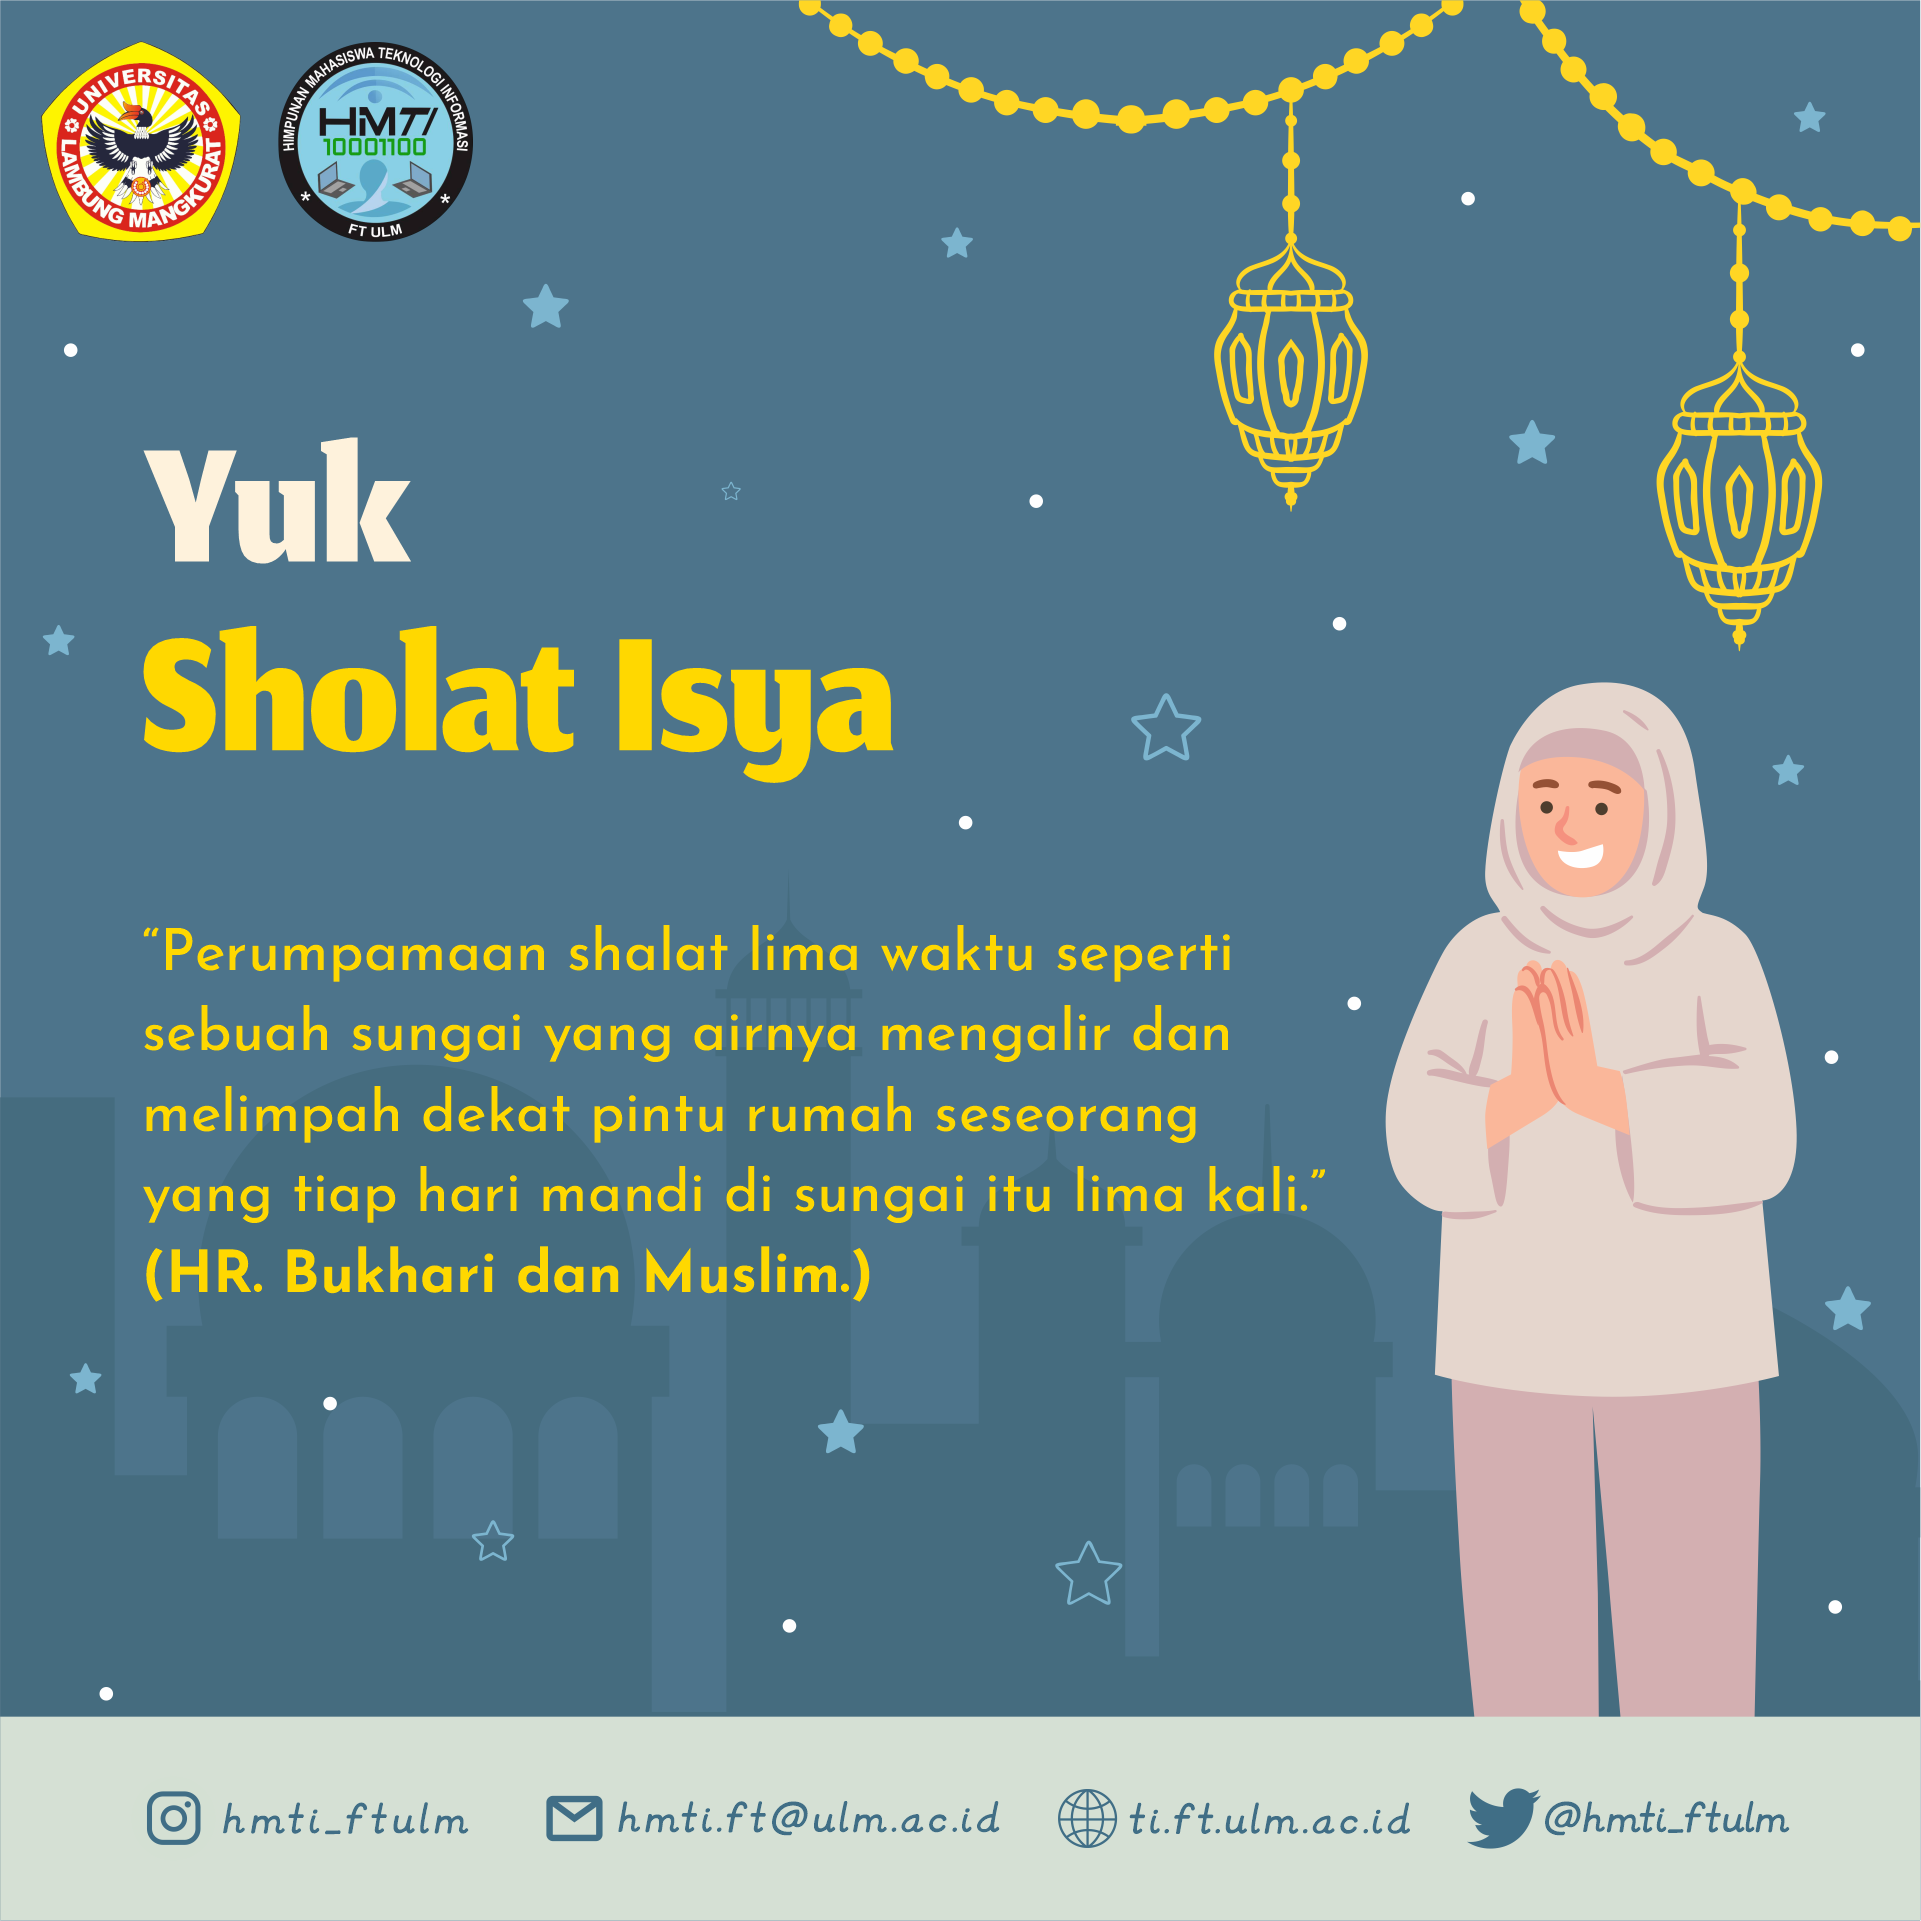 UNIVERSITAS
LAMBUNG MANGKURAT
HIMPUNAN MAHASISWA TEKNOLOGI INFORMASI
HMTI
10001100
* FT ULM *
Yuk
Sholat Isya
“Perumpamaan shalat lima waktu seperti
sebuah sungai yang airnya mengalir dan
melimpah dekat pintu rumah seseorang
yang tiap hari mandi di sungai itu lima kali.”
(HR. Bukhari dan Muslim.)
hmti_ftulm
hmti.ft@ulm.ac.id
ti.ft.ulm.ac.id
@hmti_ftulm